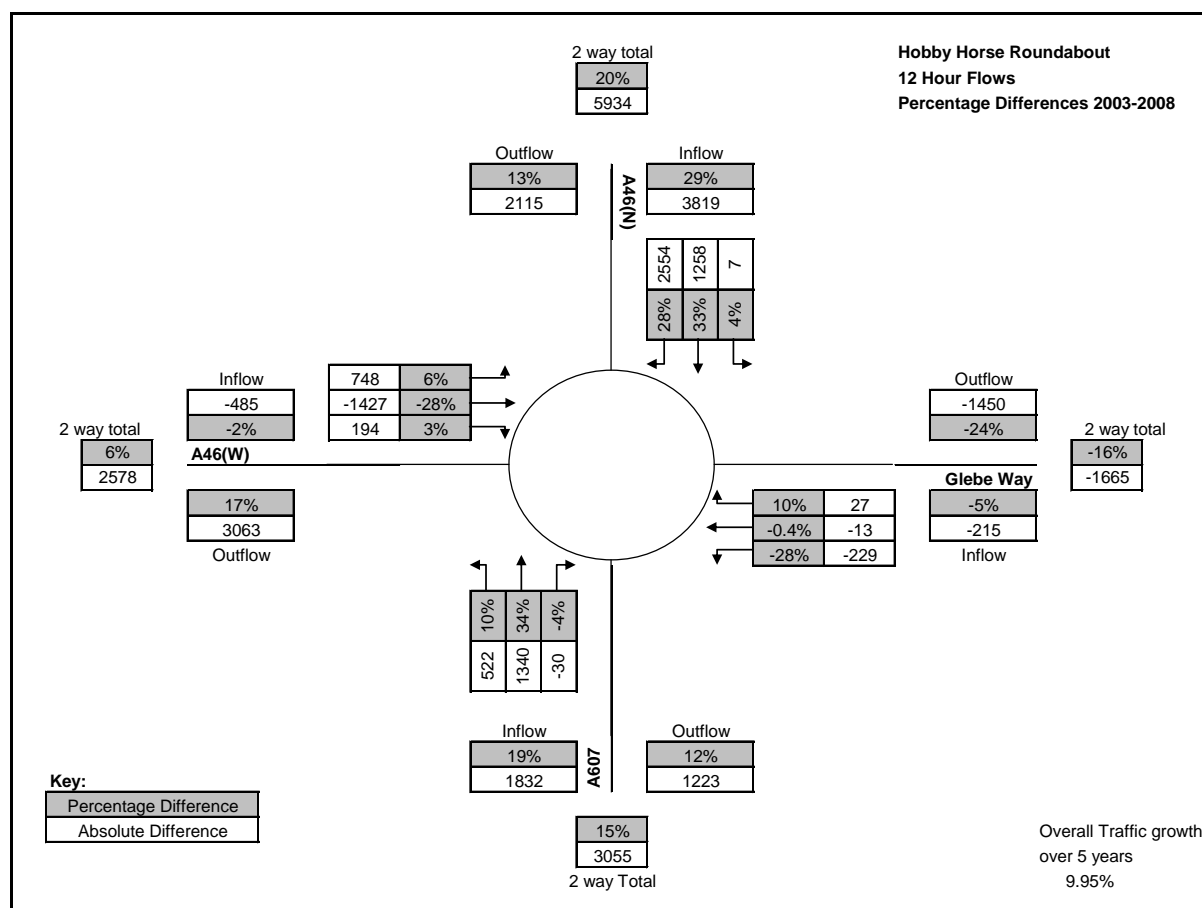 2 way total
20%
5934
Hobby Horse Roundabout
12 Hour Flows
Percentage Differences 2003-2008
Outflow
13%
2115
A46(N)
Inflow
29%
3819
2554 1258 7
28% 33% 4%
Inflow
-485
-2%
748 6%
-1427 -28%
194 3%
Outflow
-1450
-24%
2 way total
6%
2578
A46(W)
17%
3063
Outflow
2 way total
-16%
-1665
Glebe Way
-5%
-215
Inflow
10% 27
-0.4% -13
-28% -229
10% 34% -4%
522 1340 -30
Inflow
19%
1832
A607
Outflow
12%
1223
Key:
Percentage Difference
Absolute Difference
15%
3055
2 way Total
Overall Traffic growth
over 5 years
9.95%